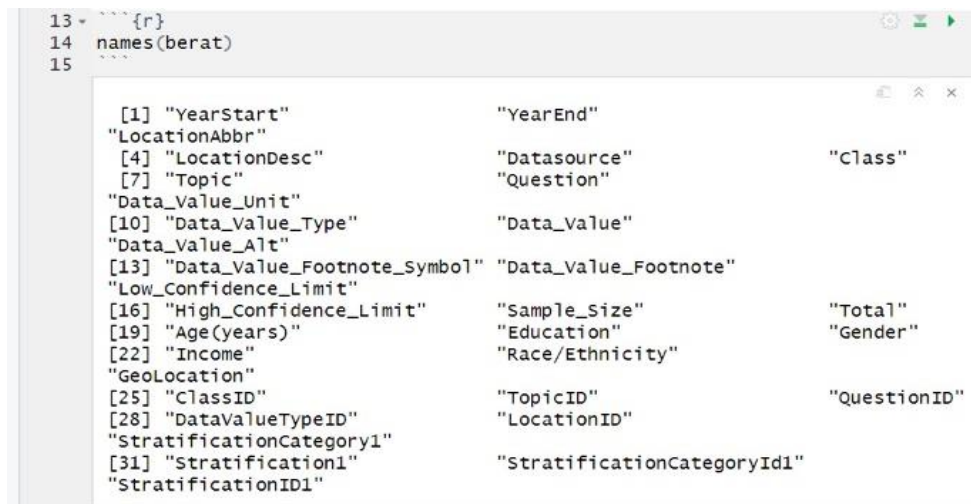 13 ```{r}
14 names(berat)
15 ```
[1] "YearStart" "YearEnd"
"LocationAbbr"
[4] "LocationDesc" "Datasource" "Class"
[7] "Topic" "Question"
"Data_Value_Unit"
[10] "Data_Value_Type" "Data_Value"
"Data_Value_Alt"
[13] "Data_Value_Footnote_Symbol" "Data_Value_Footnote"
"Low_Confidence_Limit"
[16] "High_Confidence_Limit" "Sample_Size" "Total"
[19] "Age(years)" "Education" "Gender"
[22] "Income" "Race/Ethnicity"
"GeoLocation"
[25] "ClassID" "TopicID" "QuestionID"
[28] "DataValueTypeID" "LocationID"
"StratificationCategory1"
[31] "Stratification1" "StratificationCategoryId1"
"StratificationID1"